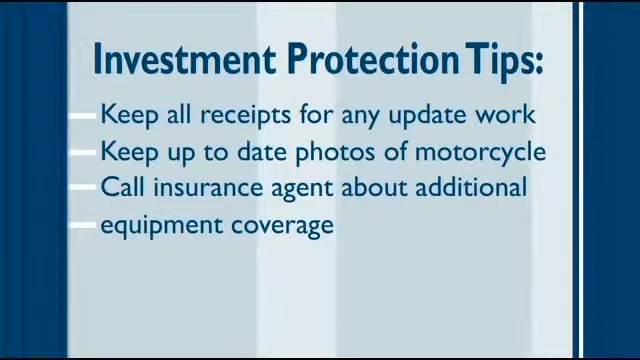 Investment Protection Tips:
Keep all receipts for any update work
Keep up to date photos of motorcycle
Call insurance agent about additional
equipment coverage